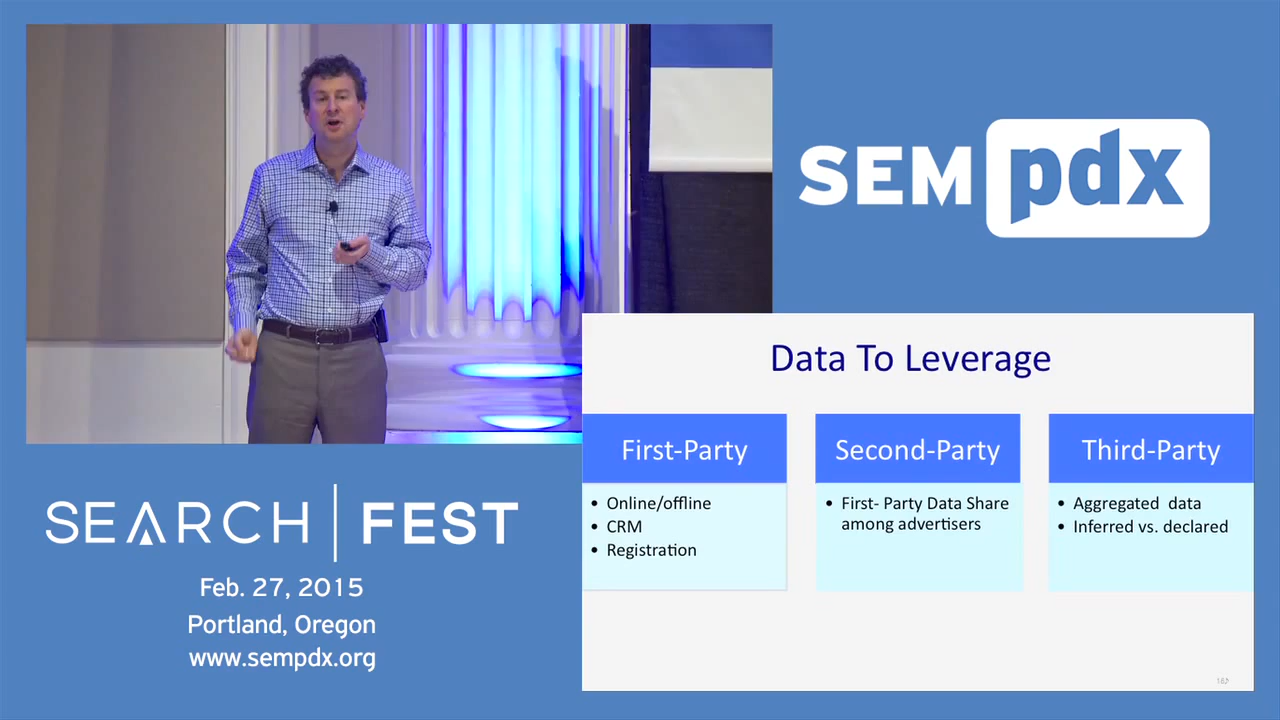 SEM pdx
Data To Leverage
First-Party
• Online/offline
• CRM
• Registration
Second-Party
• First- Party Data Share
among advertisers
Third-Party
• Aggregated data
• Inferred vs. declared
SEARCH FEST
Feb. 27, 2015
Portland, Oregon
www.sempdx.org